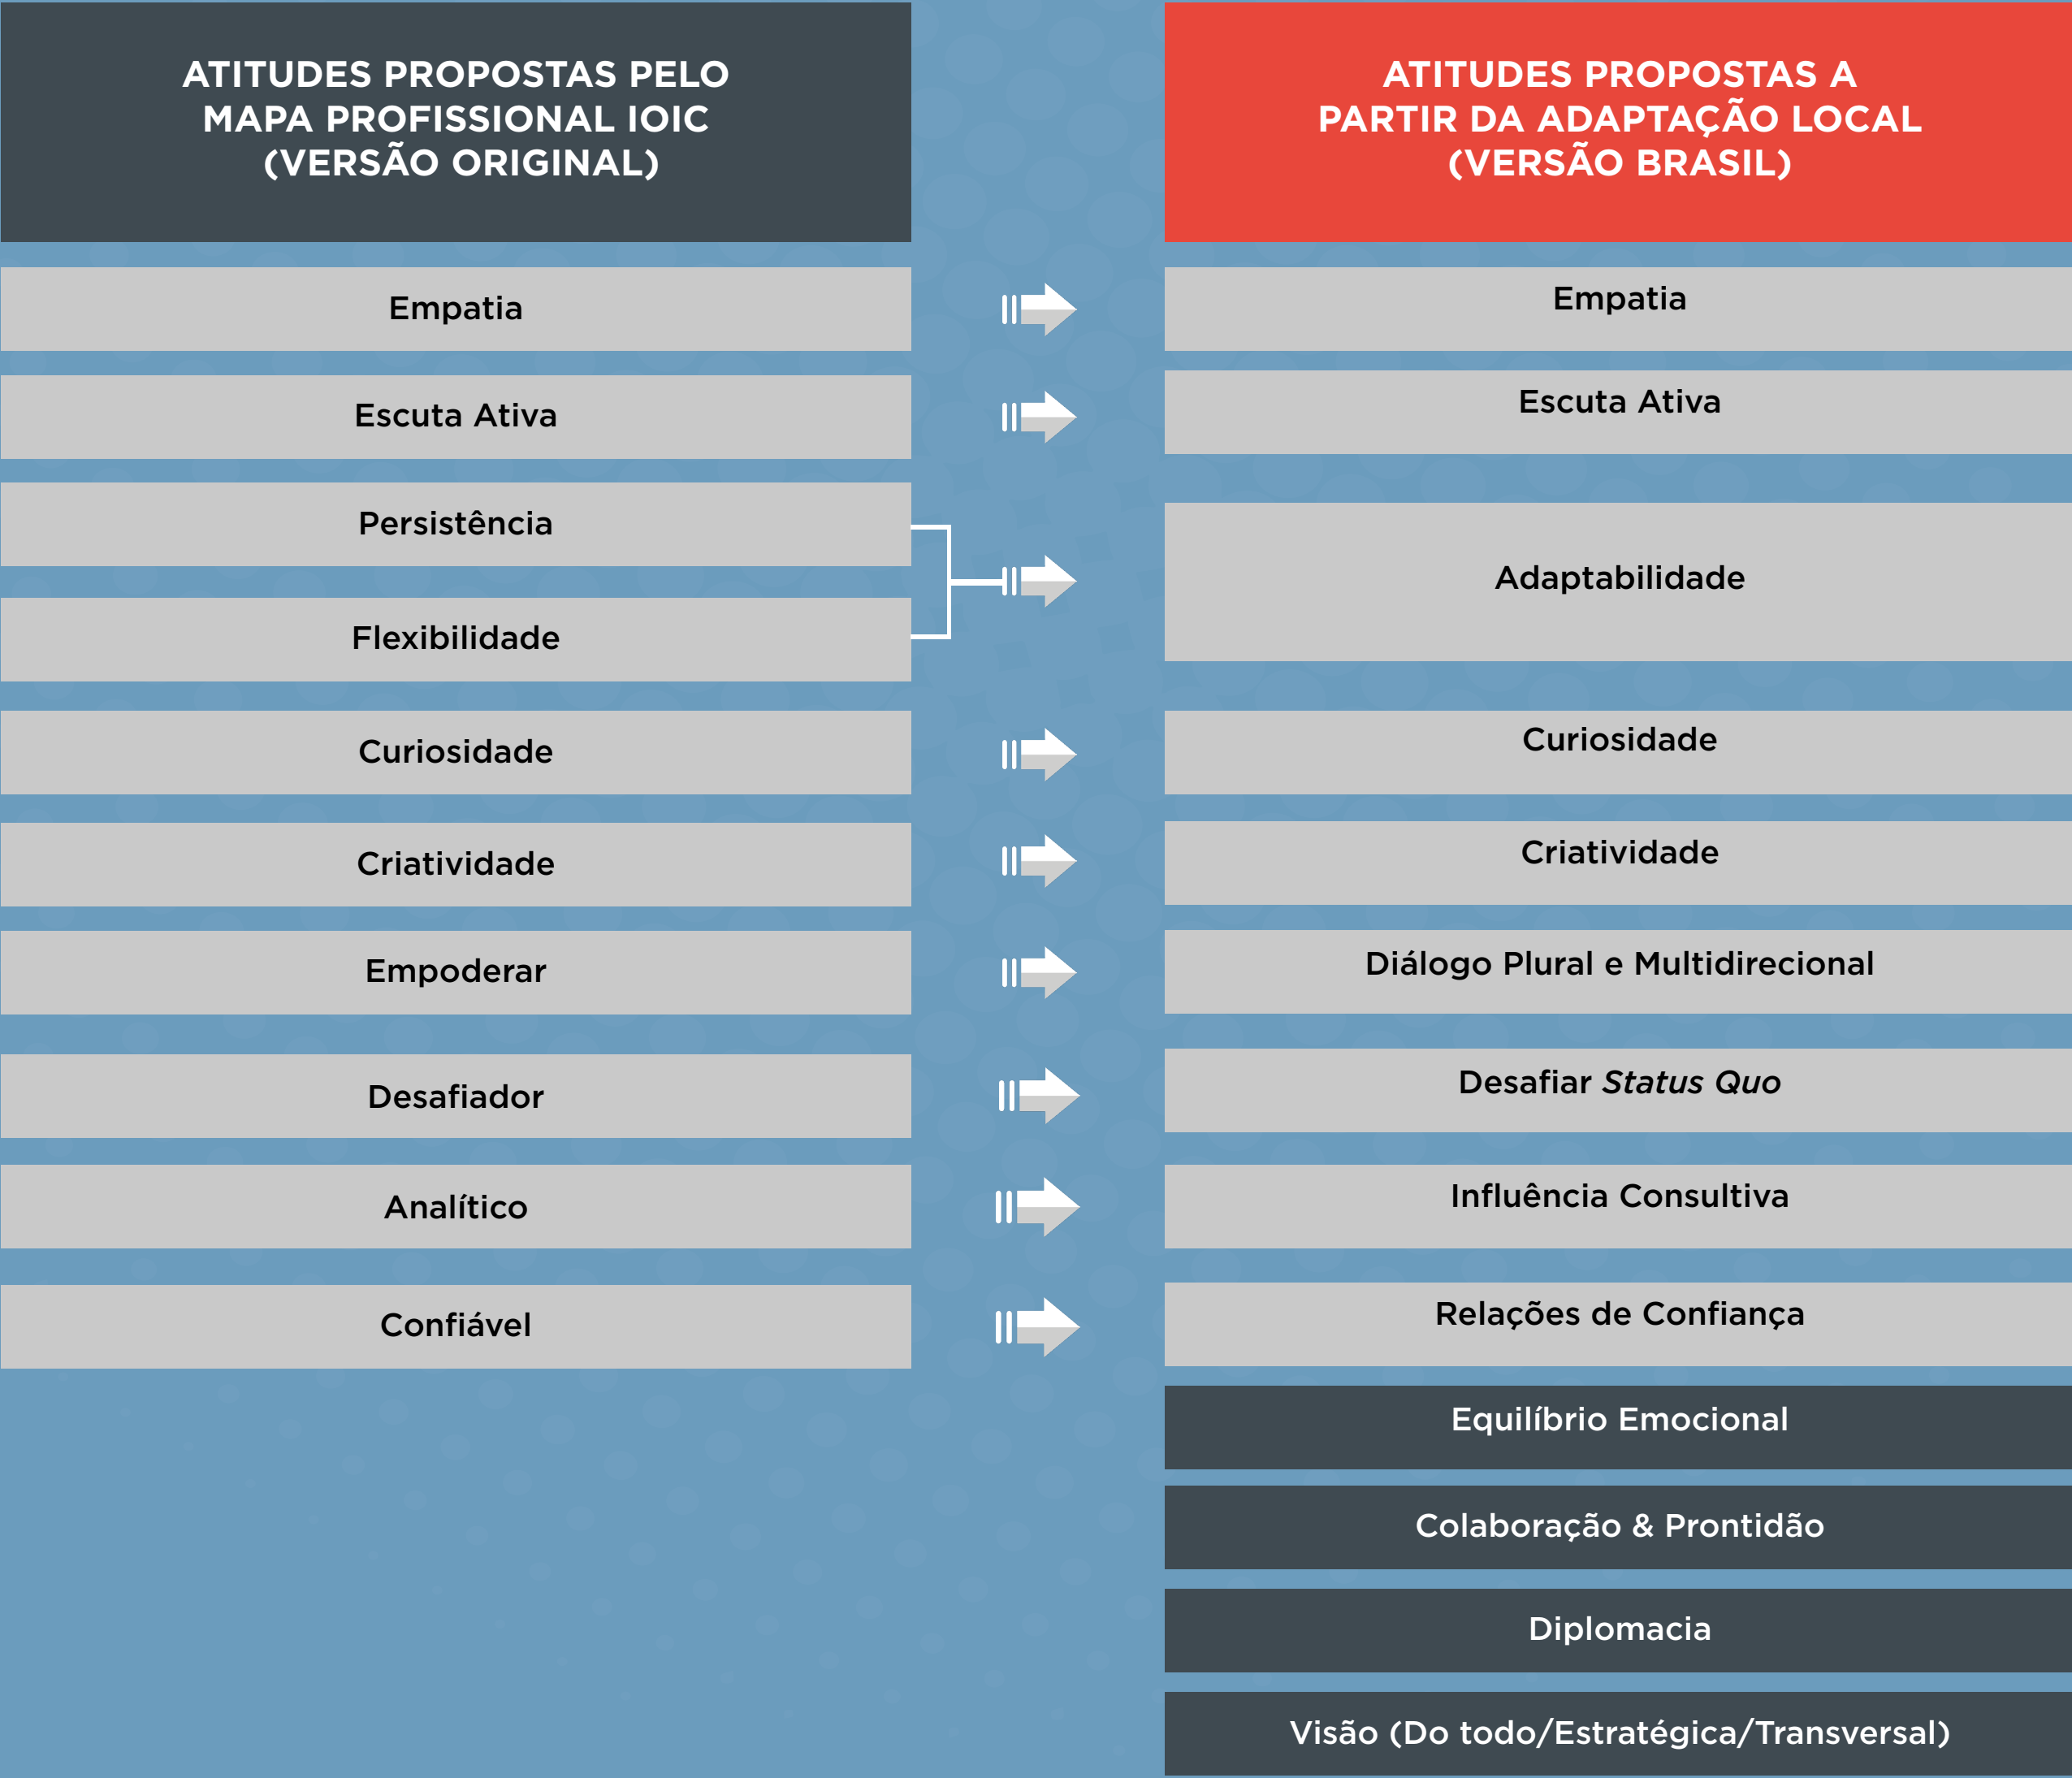 ATITUDES PROPOSTAS PELO
MAPA PROFISSIONAL IOIC
(VERSÃO ORIGINAL)
ATITUDES PROPOSTAS A
PARTIR DA ADAPTAÇÃO LOCAL
(VERSÃO BRASIL)
Empatia
Empatia
Escuta Ativa
Escuta Ativa
Persistência
Flexibilidade
Adaptabilidade
Curiosidade
Curiosidade
Criatividade
Criatividade
Empoderar
Diálogo Plural e Multidirecional
Desafiador
Desafiar Status Quo
Analítico
Influência Consultiva
Confiável
Relações de Confiança
Equilíbrio Emocional
Colaboração & Prontidão
Diplomacia
Visão (Do todo/Estratégica/Transversal)